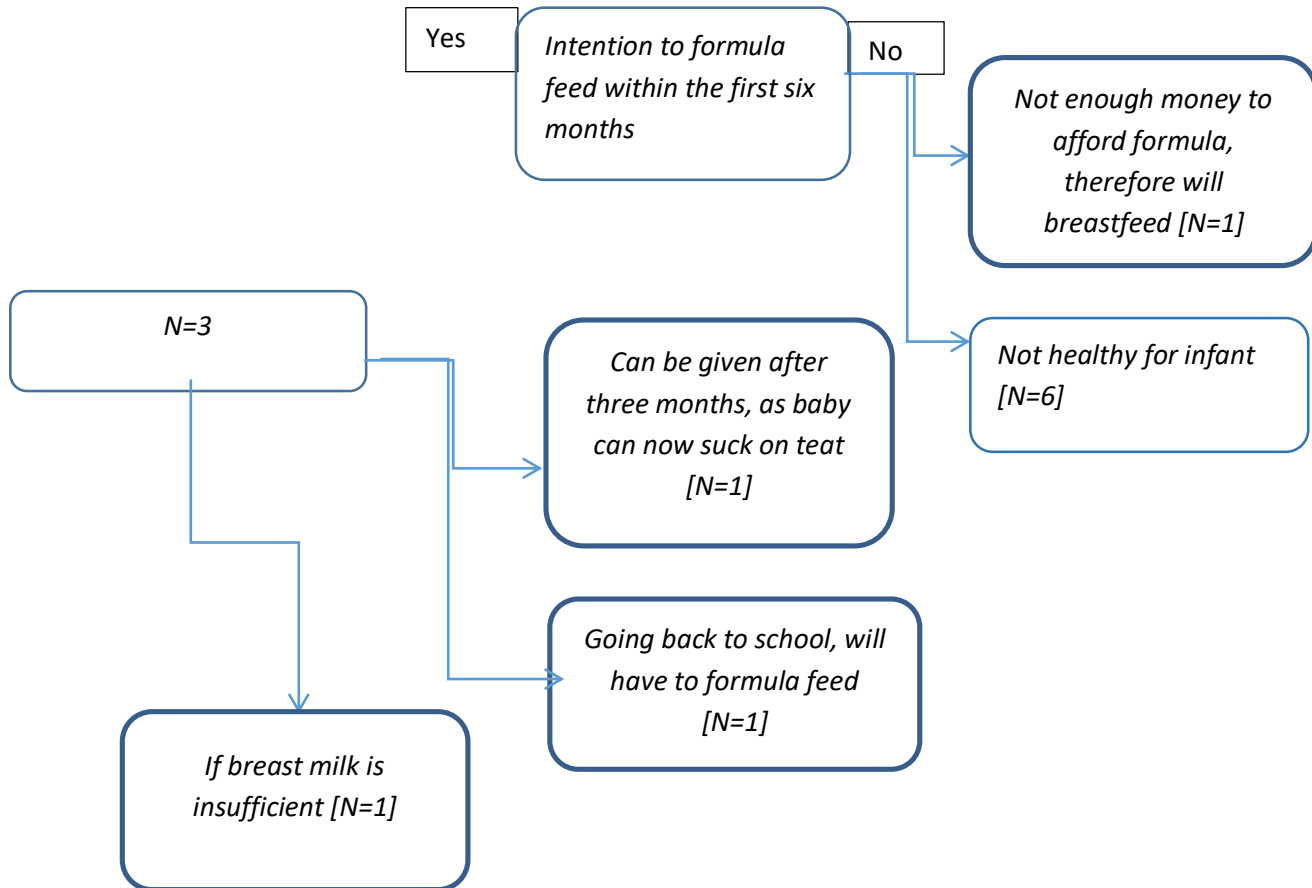 Yes
Intention to formula
feed within the first six
months
No
Not enough money to
afford formula,
therefore will
breastfeed [N=1]
N=3
Can be given after
three months, as baby
can now suck on teat
[N=1]
Not healthy for infant
[N=6]
Going back to school, will
have to formula feed
[N=1]
If breast milk is
insufficient [N=1]